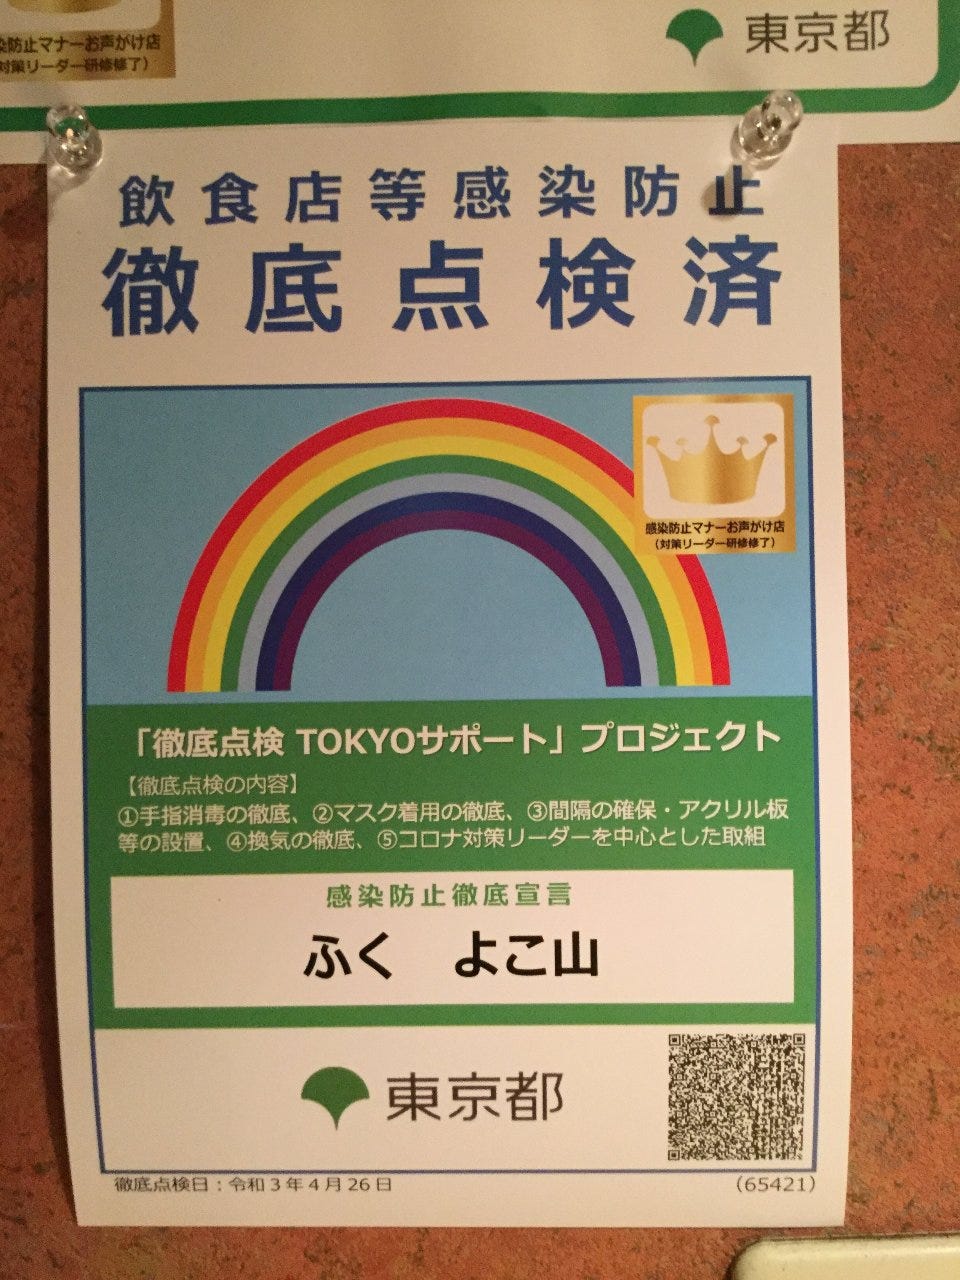 染防止マナーお声がけ店
対策リーダー研修修了）
東京都
飲食店等感染防止
徹底点検済
感染防止マナーお声がけ店
（対策リーダー研修修了）
「徹底点検 TOKYOサポート」プロジェクト
【徹底点検の内容】
①手指消毒の徹底、②マスク着用の徹底、③間隔の確保・アクリル板
等の設置、④換気の徹底、⑤コロナ対策リーダーを中心とした取組
感染防止徹底宣言
ふく　よこ山
東京都
徹底点検日：令和３年４月26日
（65421）